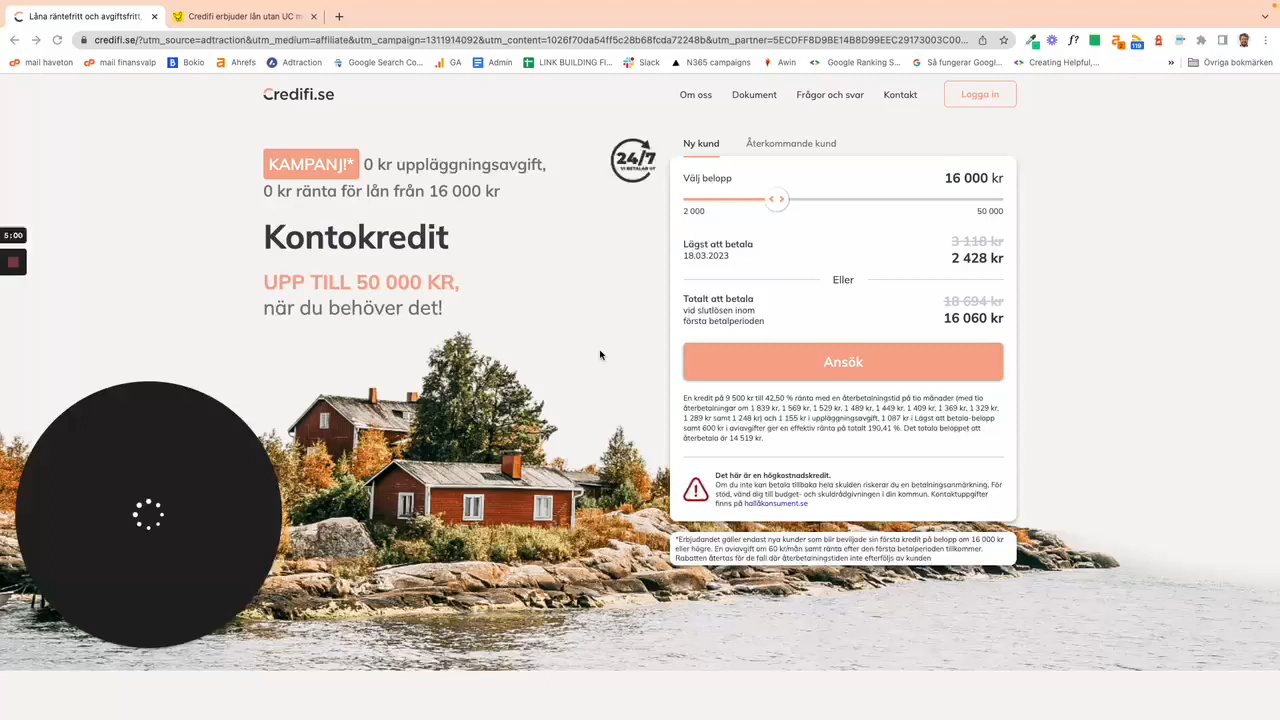 Låna räntefritt och avgiftsfritt,
Credifi erbjuder lån utan UC m
credifi.se/?utm_source=adtraction&utm_medium=affiliate&utm_campaign=1311914092&utm_content=1026f70da54ff5c28b68fcda72248b&utm_partner=5ECDFF8D9BE14B8D99EEC29173003C00...
119
mail haveton
mail finansvalp
Bokio
Ahrefs
Adtraction
Google Search Co...
GA
Admin
LINK BUILDING FI...
Slack
N365 campaigns
Awin
Google Ranking S...
Så fungerar Googl...
Creating Helpful,...
»
Övriga bokmärken
Credifi.se
Om oss
Dokument
Frågor och svar
Kontakt
Logga in
KAMPANJ!* 0 kr uppläggningsavgift,
0 kr ränta för lån från 16 000 kr
24/7
VI BETALAR UT
Kontokredit
UPP TILL 50 000 KR,
när du behöver det!
5:00
Ny kund
Återkommande kund
Välj belopp
16 000 kr
2 000
50 000
Lägst att betala
18.03.2023
3 118 kr
2 428 kr
Eller
Totalt att betala
vid slutlösen inom
första betalperioden
18 694 kr
16 060 kr
Ansök
En kredit på 9 500 kr till 42,50 % ränta med en återbetalningstid på tio månader (med tio
återbetalningar om 1 839 kr, 1 569 kr, 1 529 kr, 1 489 kr, 1 449 kr, 1 409 kr, 1 369 kr, 1 329 kr,
1 289 kr samt 1 248 kr) och 1 155 kr i uppläggningsavgift, 1 087 kr i Lägst att betala-belopp
samt 600 kr i aviavgifter ger en effektiv ränta på totalt 190,41 %. Det totala beloppet att
återbetala är 14 519 kr.
Det här är en högkostnadskredit.
Om du inte kan betala tillbaka hela skulden riskerar du en betalningsanmärkning. För
stöd, vänd dig till budget- och skuldrådgivningen i din kommun. Kontaktuppgifter
finns på hallåkonsument.se
*Erbjudandet gäller endast nya kunder som blir beviljade sin första kredit på belopp om 16 000 kr
eller högre. En aviavgift om 60 kr/mån samt ränta efter den första betalperioden tillkommer.
Rabatten återtas för de fall där återbetalningstiden inte efterföljs av kunden